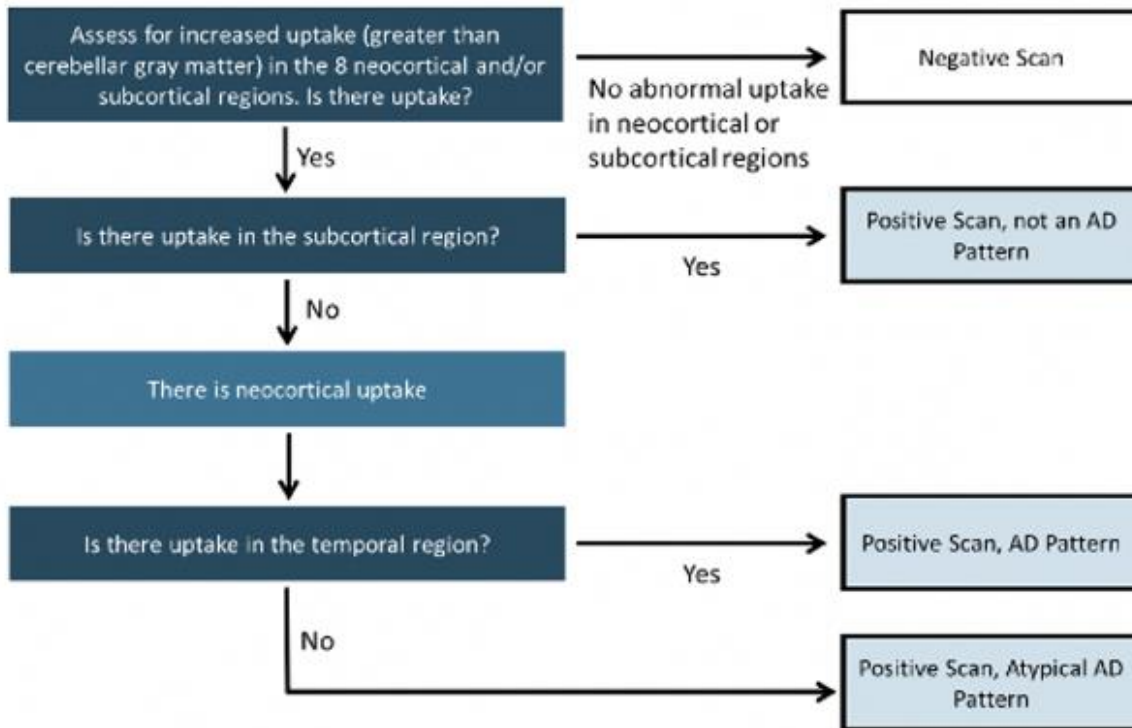 Assess for increased uptake (greater than
cerebellar gray matter) in the 8 neocortical and/or
subcortical regions. Is there uptake?
Negative Scan
No abnormal uptake
in neocortical or
subcortical regions
Yes
Is there uptake in the subcortical region?
Positive Scan, not an AD
Pattern
Yes
No
There is neocortical uptake
Is there uptake in the temporal region?
Positive Scan, AD Pattern
Yes
No
Positive Scan, Atypical AD
Pattern